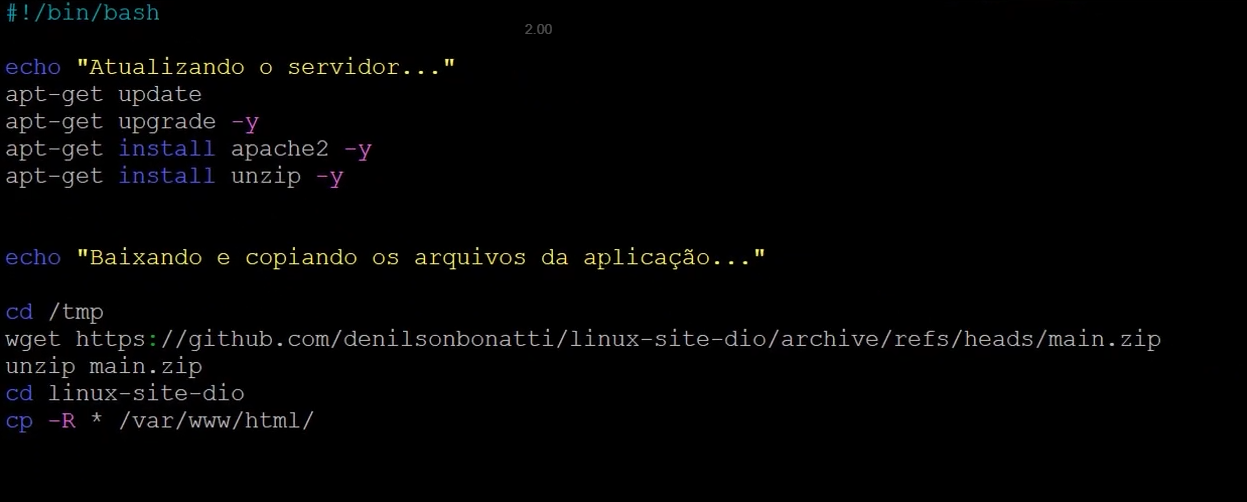 #!/bin/bash
2.00
echo "Atualizando o servidor..."
apt-get update
apt-get upgrade -y
apt-get install apache2 -y
apt-get install unzip -y
echo "Baixando e copiando os arquivos da aplicação..."
cd /tmp
wget https://github.com/denilsonbonatti/linux-site-dio/archive/refs/heads/main.zip
unzip main.zip
cd linux-site-dio
cp -R * /var/www/html/